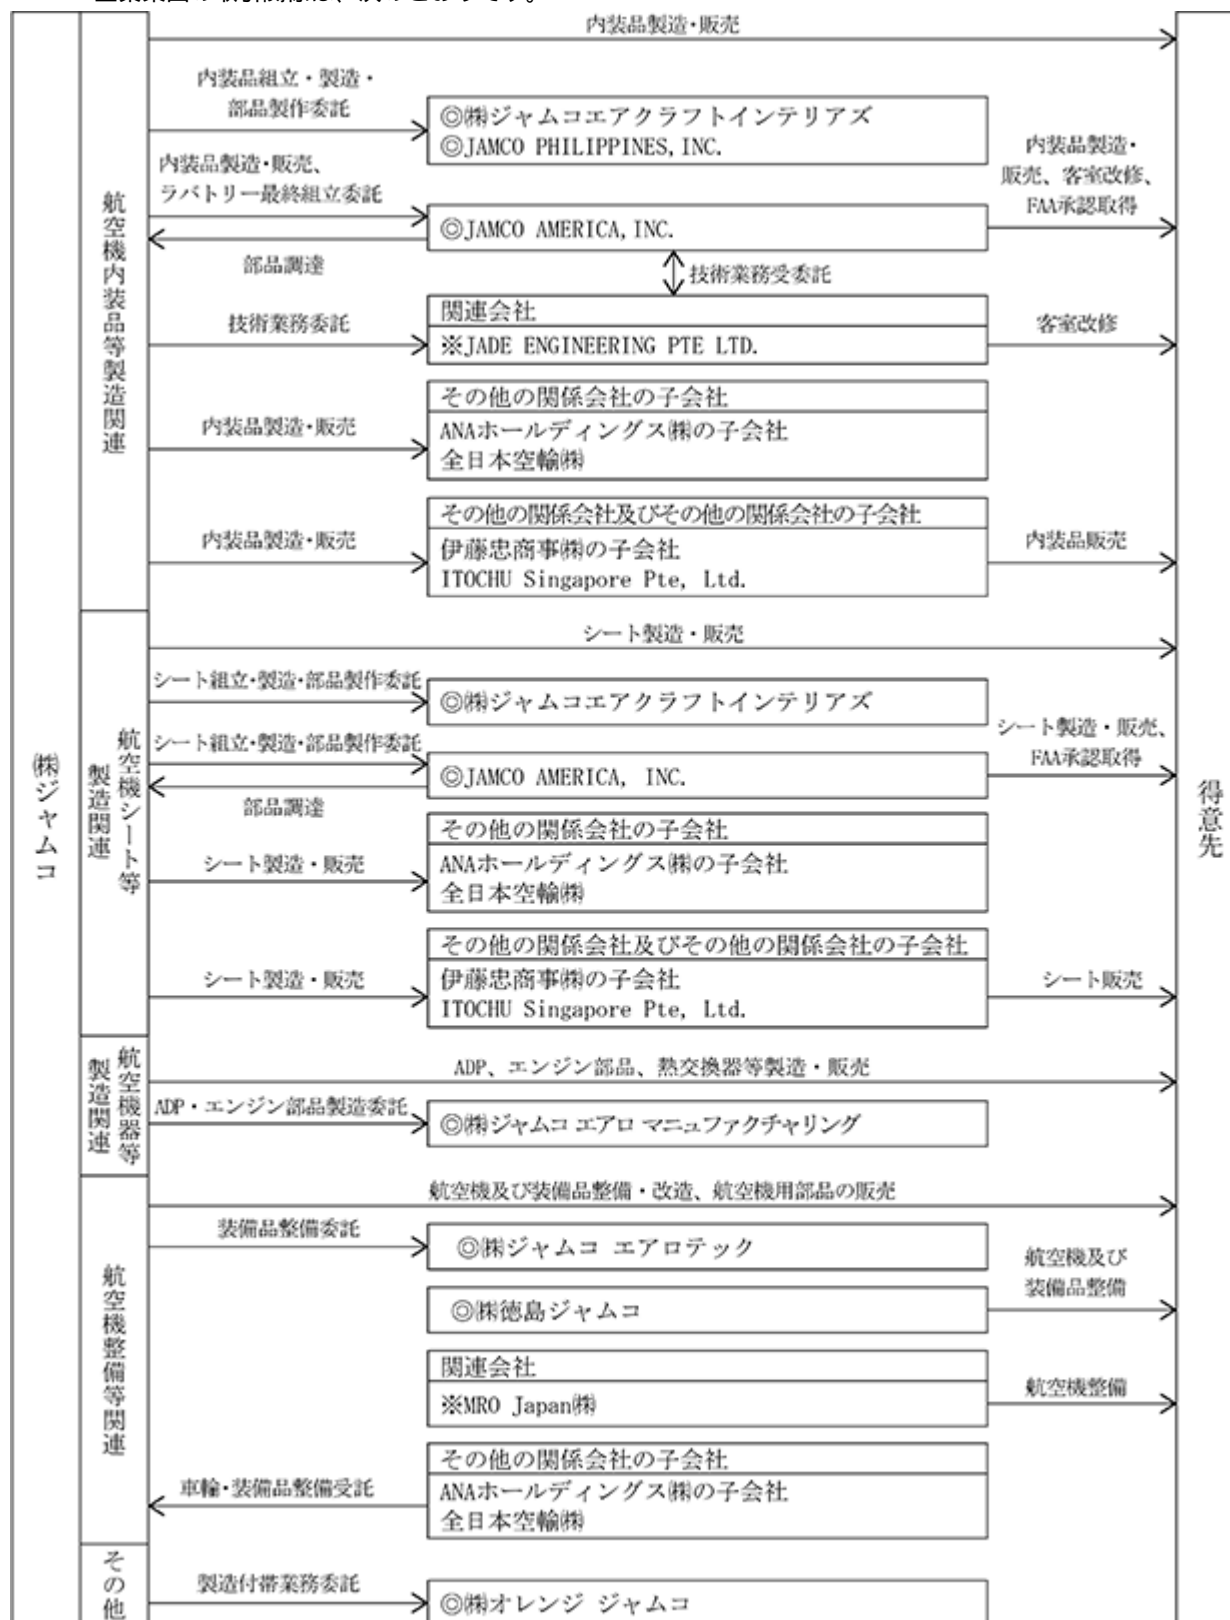 ㈱ジャムコ
航空機内装品等製造関連
内装品製造・販売
内装品組立・製造・
部品製作委託
◎㈱ジャムコエアクラフトインテリアズ
◎JAMCO PHILIPPINES, INC.
内装品製造・販売、
ラバトリー最終組立委託
◎JAMCO AMERICA, INC.
部品調達
内装品製造・
販売、客室改修、
FAA承認取得
技術業務受委託
技術業務委託
関連会社
※JADE ENGINEERING PTE LTD.
客室改修
内装品製造・販売
その他の関係会社の子会社
ANAホールディングス㈱の子会社
全日本空輸㈱
内装品製造・販売
その他の関係会社及びその他の関係会社の子会社
伊藤忠商事㈱の子会社
ITOCHU Singapore Pte, Ltd.
内装品販売
航空機シート等
製造関連
シート製造・販売
シート組立・製造・部品製作委託
◎㈱ジャムコエアクラフトインテリアズ
シート組立・製造・部品製作委託
◎JAMCO AMERICA, INC.
部品調達
シート製造・販売、
FAA承認取得
シート製造・販売
その他の関係会社の子会社
ANAホールディングス㈱の子会社
全日本空輸㈱
シート製造・販売
その他の関係会社及びその他の関係会社の子会社
伊藤忠商事㈱の子会社
ITOCHU Singapore Pte, Ltd.
シート販売
航空機器等
製造関連
ADP、エンジン部品、熱交換器等製造・販売
ADP・エンジン部品製造委託
◎㈱ジャムコ エアロ マニュファクチャリング
航空機整備等関連
航空機及び装備品整備・改造、航空機用部品の販売
装備品整備委託
◎㈱ジャムコ エアロテック
◎㈱徳島ジャムコ
航空機及び
装備品整備
関連会社
※MRO Japan㈱
航空機整備
車輪・装備品整備受託
その他の関係会社の子会社
ANAホールディングス㈱の子会社
全日本空輸㈱
その他
製造付帯業務委託
◎㈱オレンジ ジャムコ
得意先